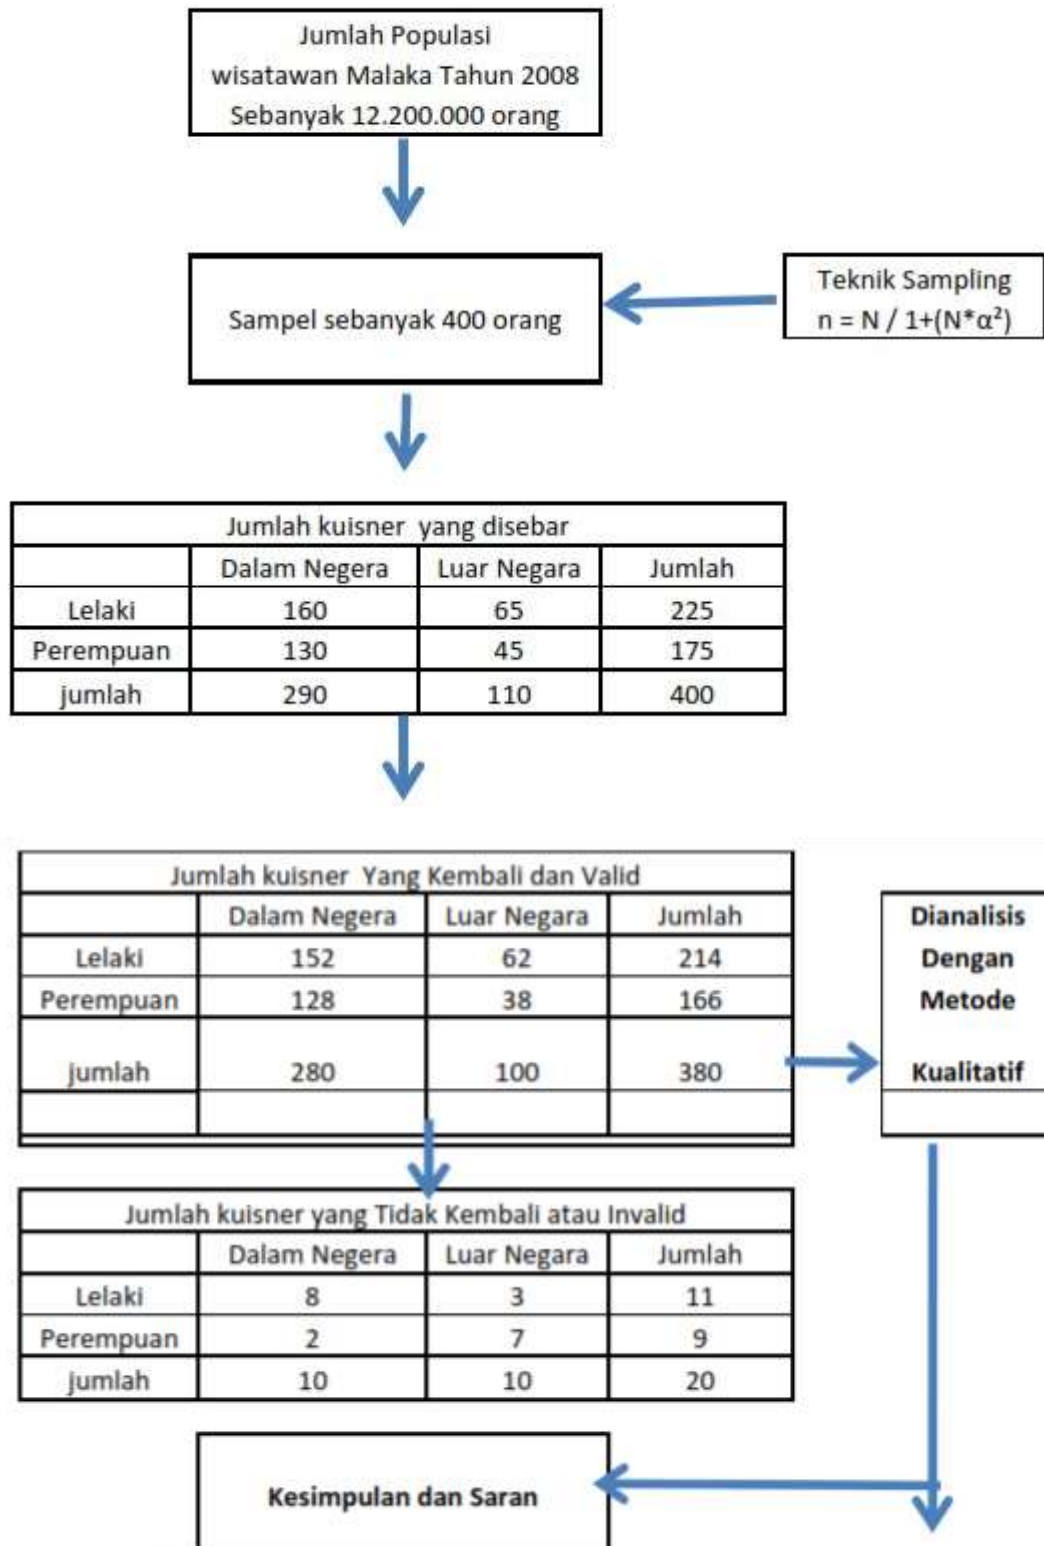 Jumlah Populasi
wisatawan Malaka Tahun 2008
Sebanyak 12.200.000 orang
Sampel sebanyak 400 orang
Teknik Sampling
n = N / 1+(N*α²)
Jumlah kuisner yang disebar
Dalam Negera Luar Negara Jumlah
Lelaki 160 65 225
Perempuan 130 45 175
jumlah 290 110 400
Jumlah kuisner Yang Kembali dan Valid
Dalam Negera Luar Negara Jumlah
Lelaki 152 62 214
Perempuan 128 38 166
jumlah 280 100 380
Dianalisis
Dengan
Metode
Kualitatif
Jumlah kuisner yang Tidak Kembali atau Invalid
Dalam Negera Luar Negara Jumlah
Lelaki 8 3 11
Perempuan 2 7 9
jumlah 10 10 20
Kesimpulan dan Saran